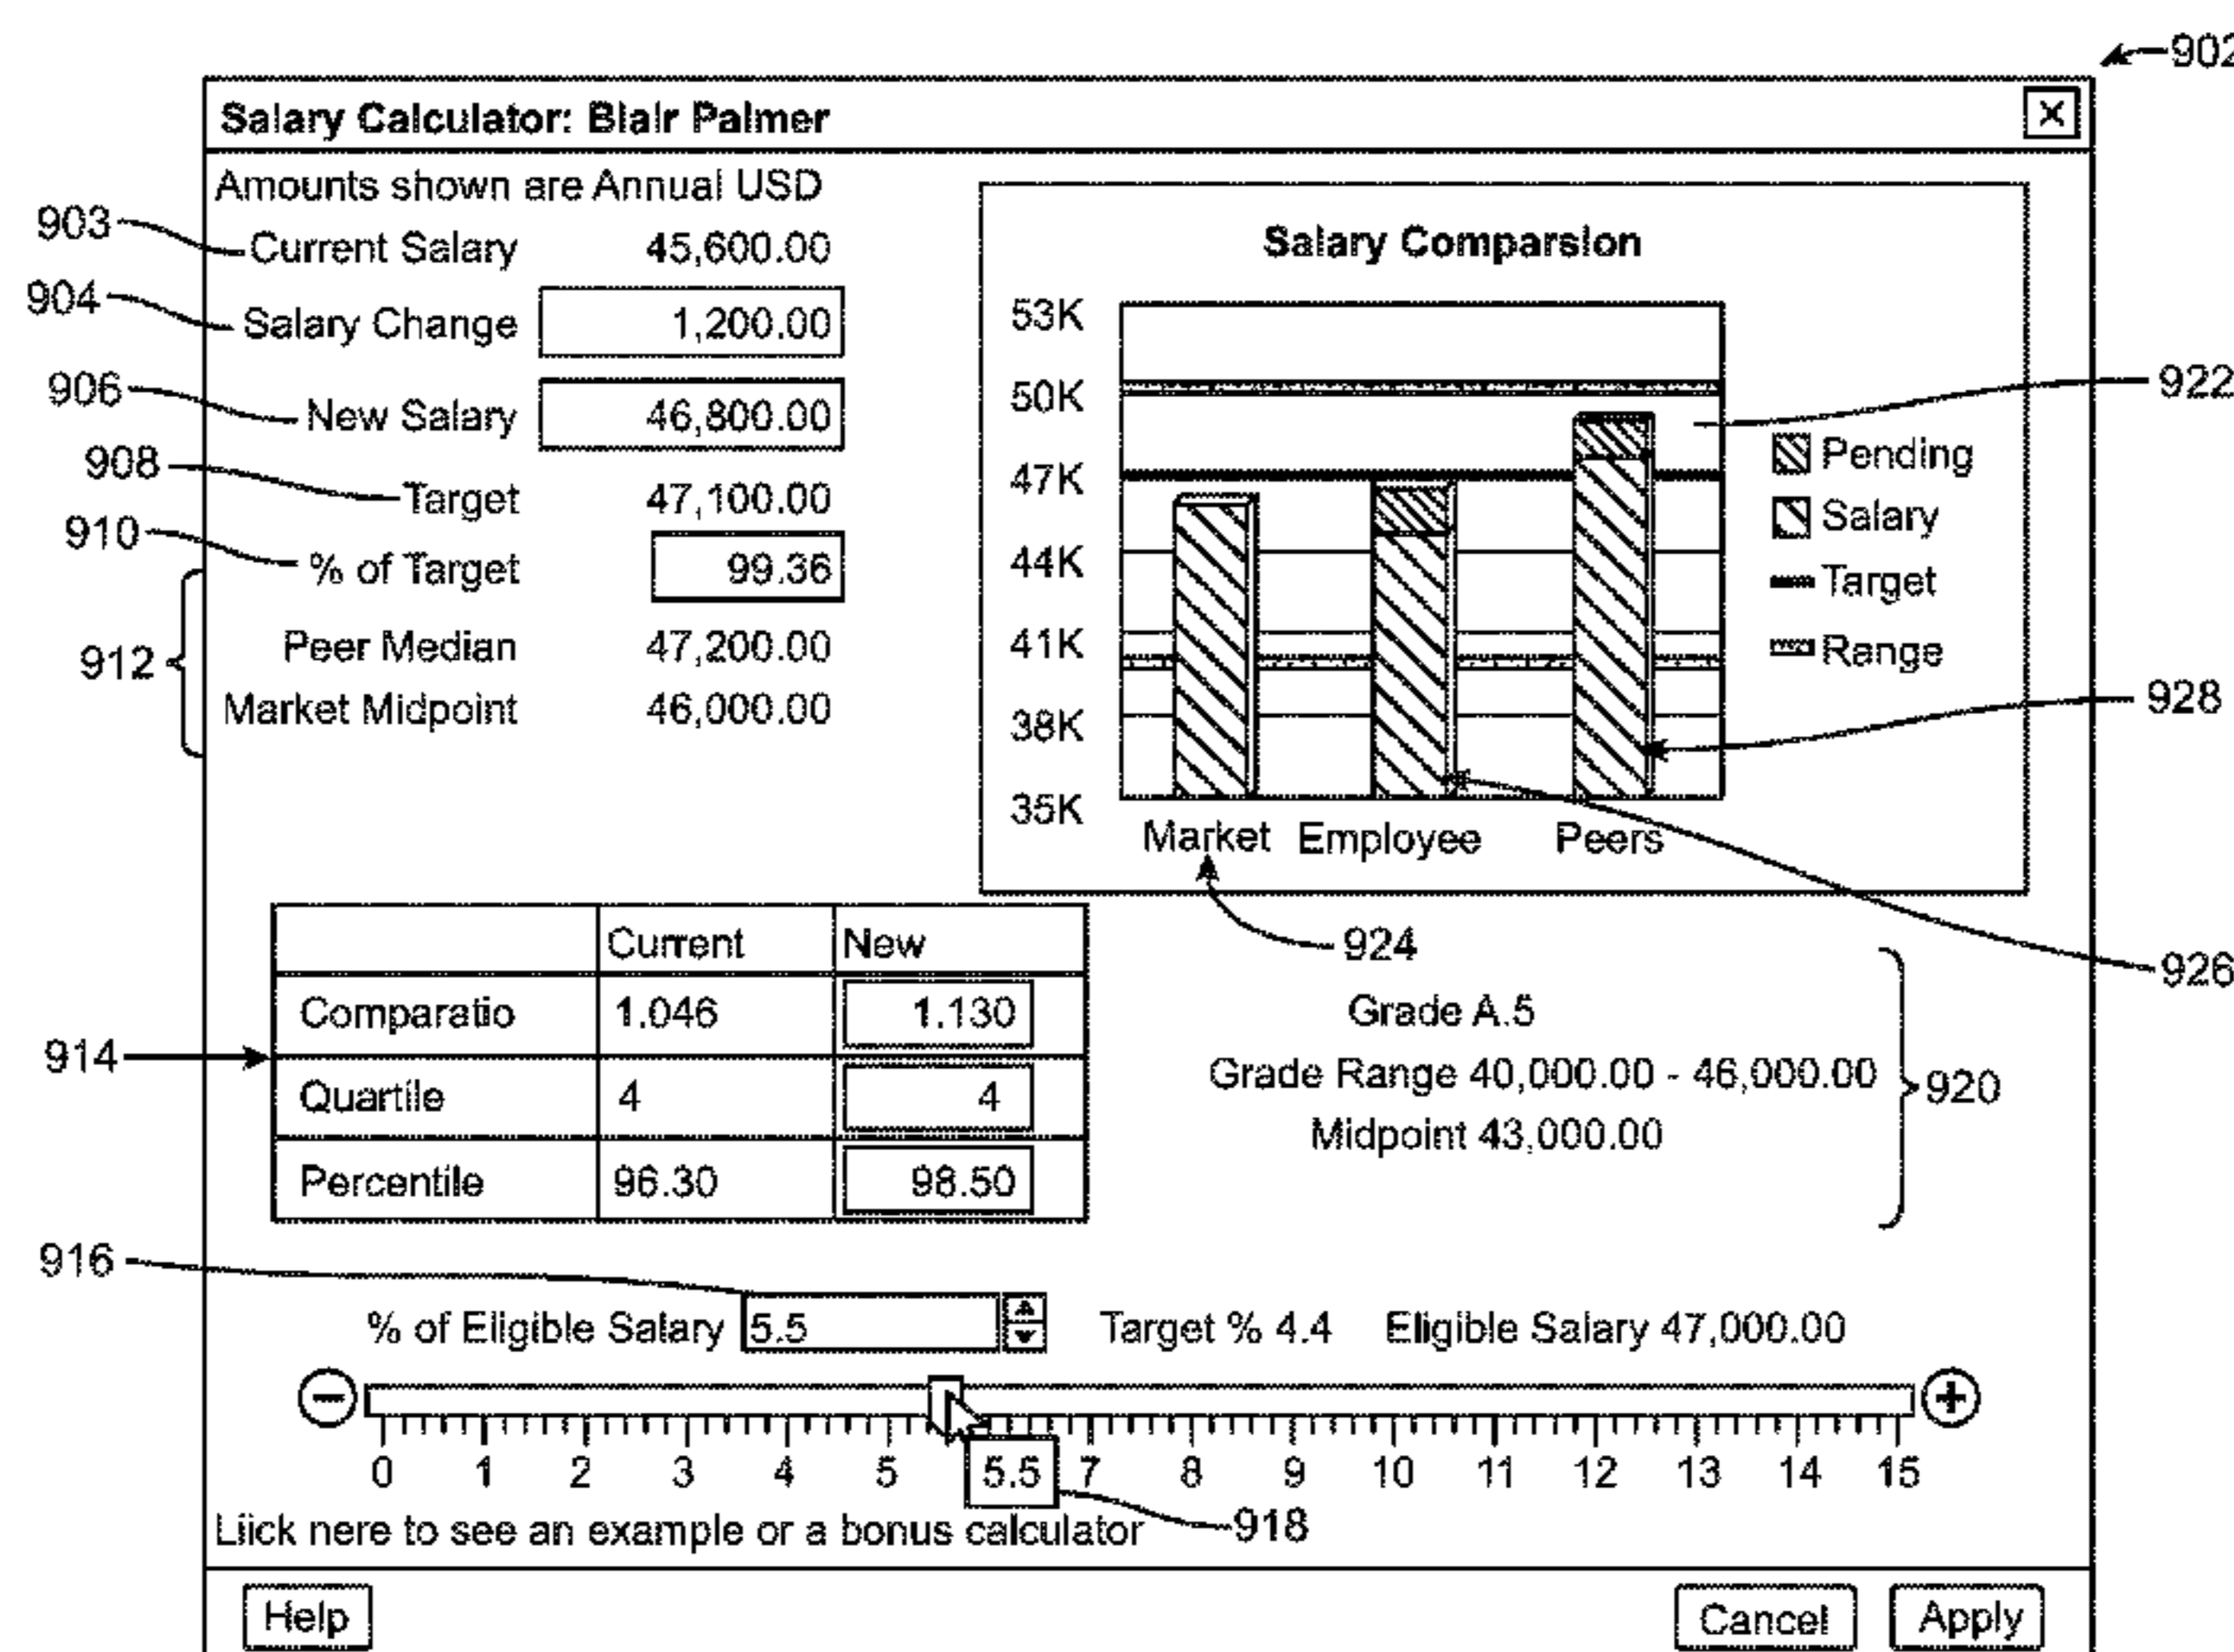 902
Salary Calculator: Blair Palmer
X
Amounts shown are Annual USD
903
Current Salary 45,600.00
904
Salary Change 1,200.00
906
New Salary 46,800.00
908
Target 47,100.00
910
% of Target 99.36
912
Peer Median 47,200.00
Market Midpoint 46,000.00
Salary Comparsion
53K
50K
47K
44K
41K
38K
35K
Market Employee Peers
Pending
Salary
Target
Range
922
928
924
926
914
Current New
Comparatio 1.046 1.130
Quartile 4 4
Percentile 96.30 98.50
Grade A.5
Grade Range 40,000.00 - 46,000.00
Midpoint 43,000.00
920
916
% of Eligible Salary 5.5 Target % 4.4 Eligible Salary 47,000.00
− +
0 1 2 3 4 5 5.5 7 8 9 10 11 12 13 14 15
918
Liick nere to see an example or a bonus calculator
Help Cancel Apply